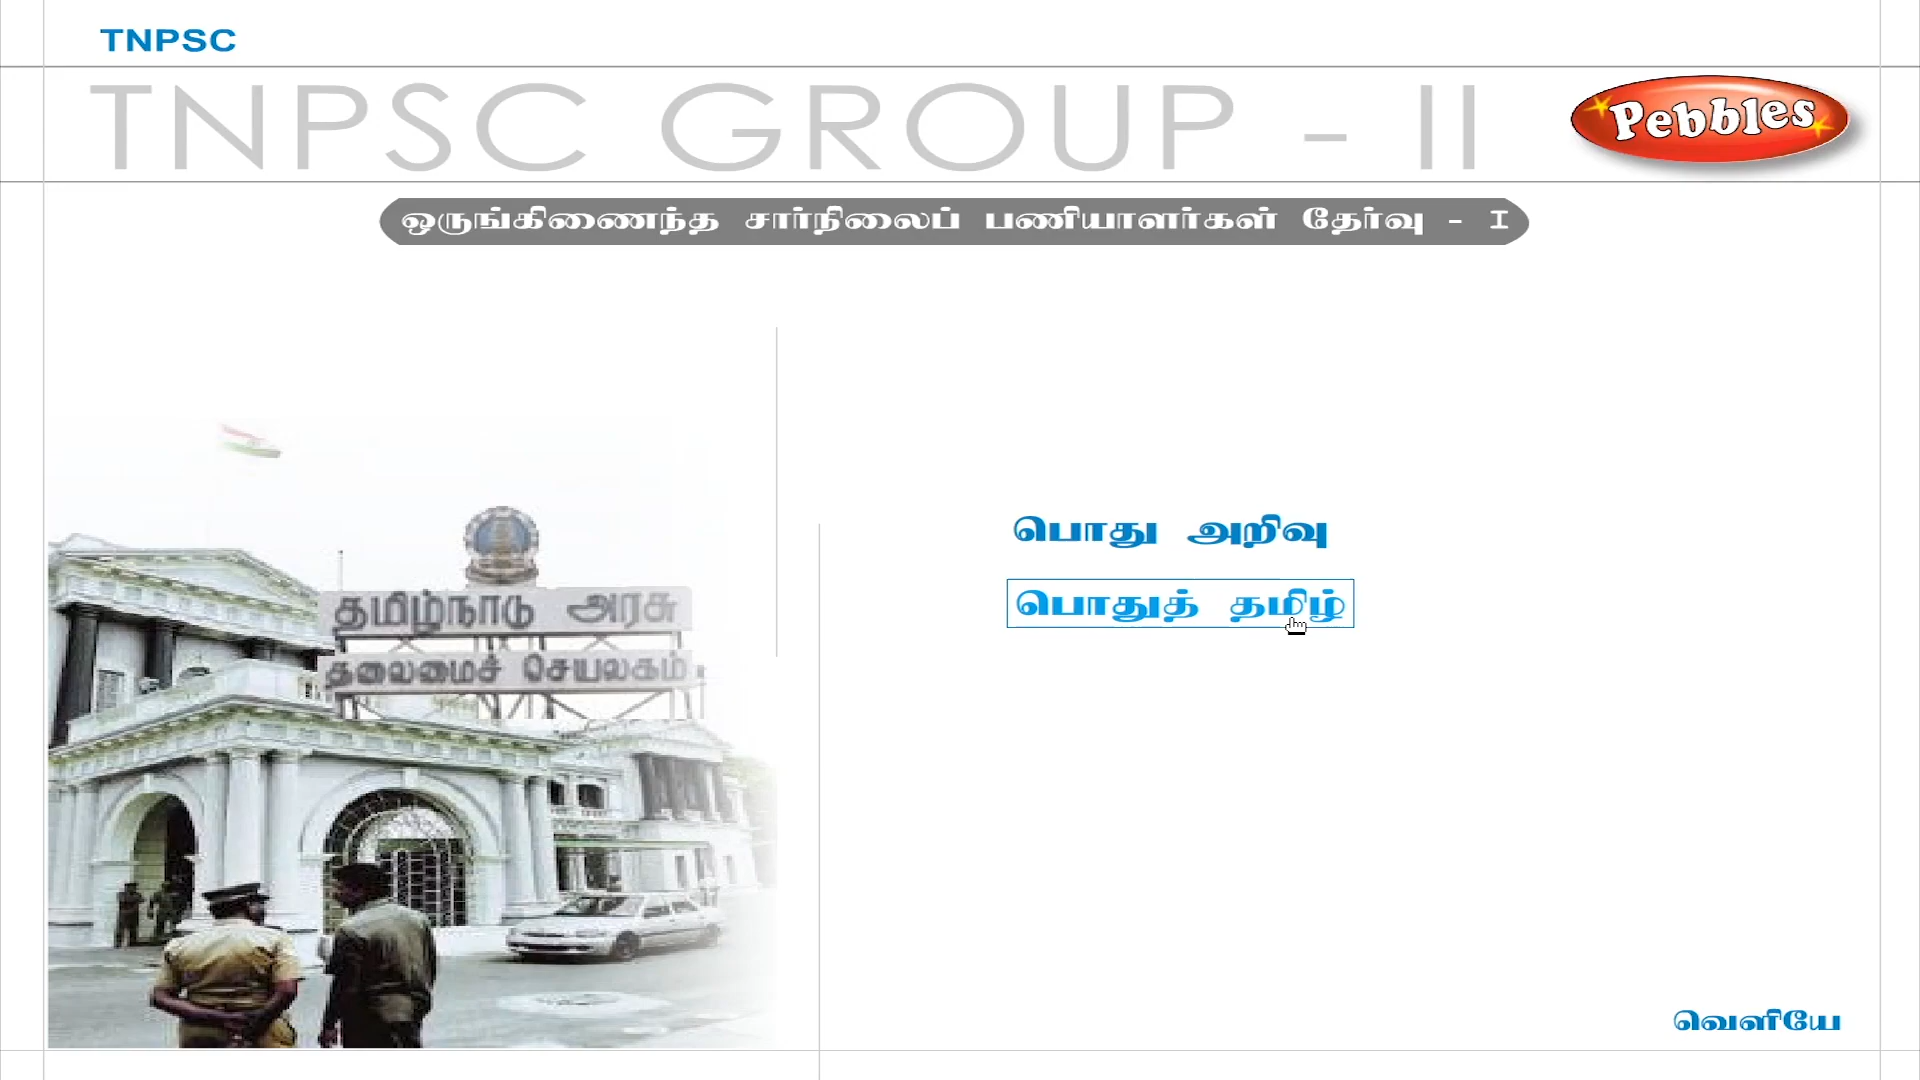 TNPSC
TNPSC GROUP - II
Pebbles
ஒருங்கிணைந்த சார்நிலைப் பணியாளர்கள் தேர்வு - I
பொது அறிவு
பொதுத் தமிழ்
தமிழ்நாடு அரசு
தலைமைச் செயலகம்
வெளியே